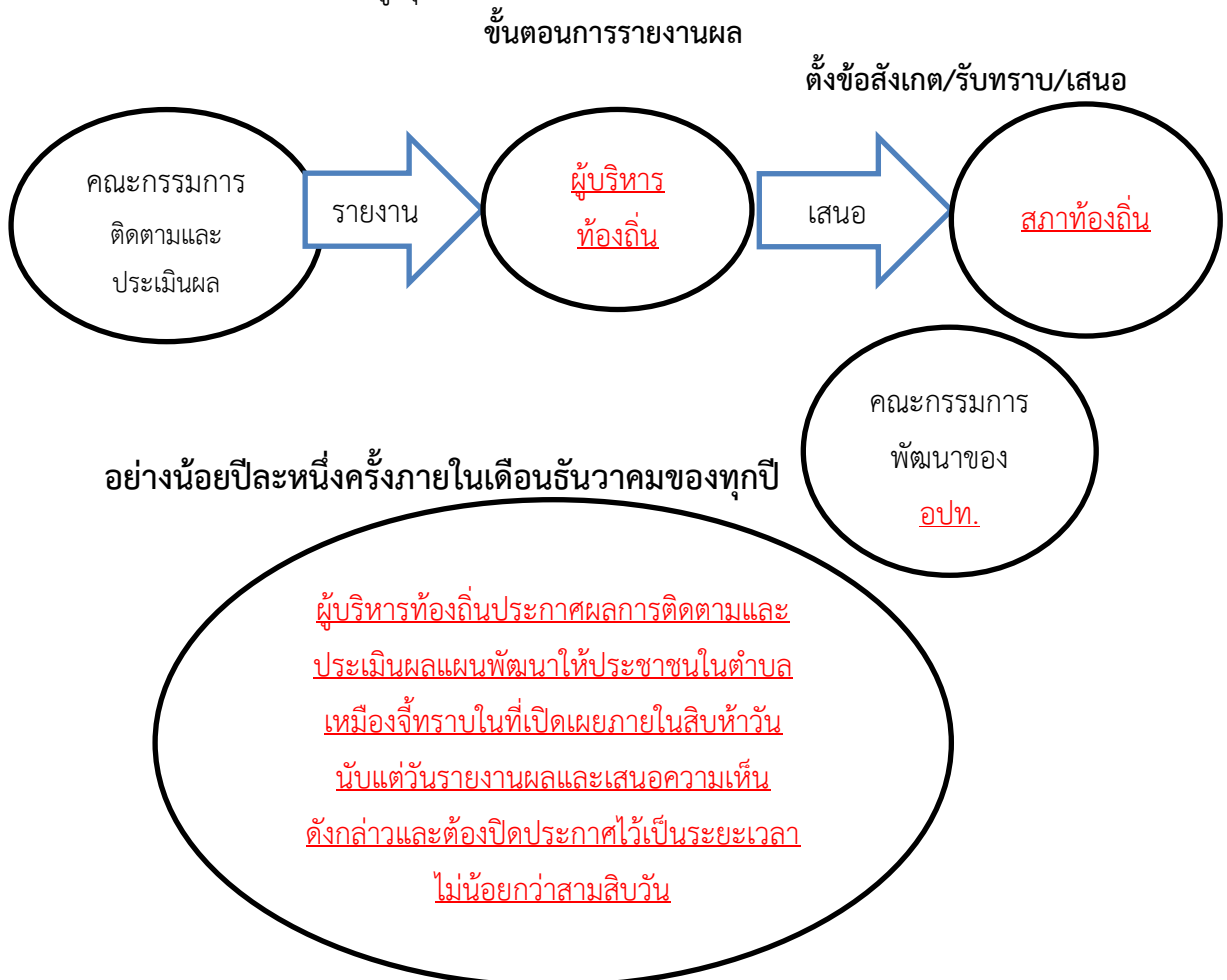 ขั้นตอนการรายงานผล
ตั้งข้อสังเกต/รับทราบ/เสนอ
คณะกรรมการ
ติดตามและ
ประเมินผล
รายงาน
ผู้บริหาร
ท้องถิ่น
เสนอ
สภาท้องถิ่น
คณะกรรมการ
พัฒนาของ
อปท.
อย่างน้อยปีละหนึ่งครั้งภายในเดือนธันวาคมของทุกปี
ผู้บริหารท้องถิ่นประกาศผลการติดตามและ
ประเมินผลแผนพัฒนาให้ประชาชนในตำบล
เหมืองจี้ทราบในที่เปิดเผยภายในสิบห้าวัน
นับแต่วันรายงานผลและเสนอความเห็น
ดังกล่าวและต้องปิดประกาศไว้เป็นระยะเวลา
ไม่น้อยกว่าสามสิบวัน